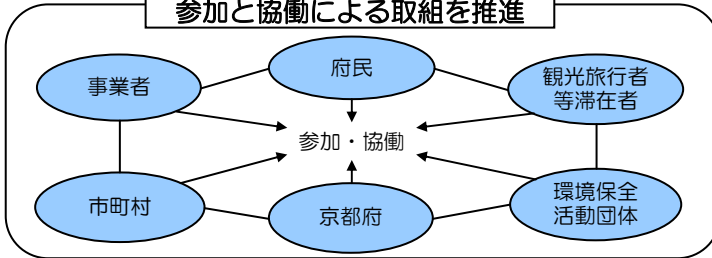 参加と協働による取組を推進
府民
事業者
観光旅行者
等滞在者
参加・協働
市町村
京都府
環境保全
活動団体